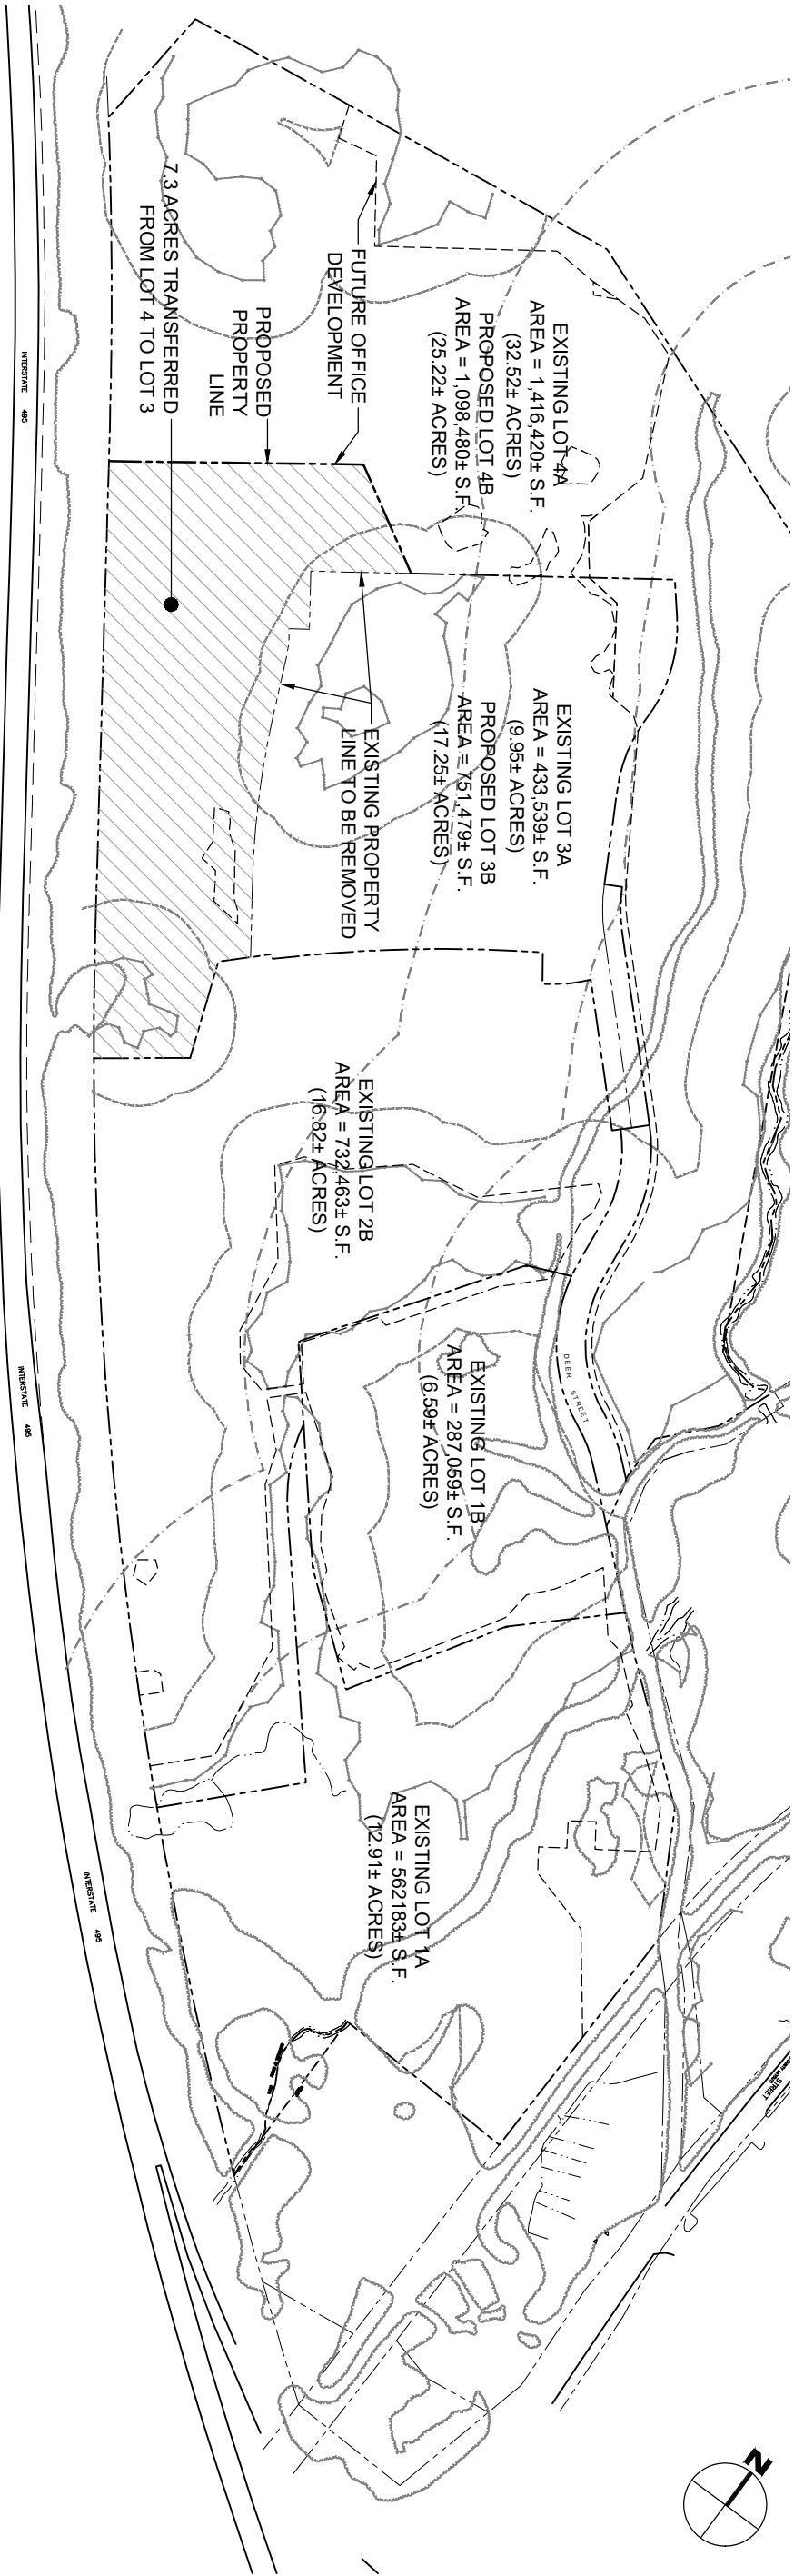 7.3 ACRES TRANSFERRED
FROM LOT 4 TO LOT 3
PROPOSED
PROPERTY
LINE
FUTURE OFFICE
DEVELOPMENT
EXISTING LOT 4A
AREA = 1,416,420± S.F.
(32.52± ACRES)
PROPOSED LOT 4B
AREA = 1,098,480± S.F.
(25.22± ACRES)
EXISTING LOT 3A
AREA = 433,539± S.F.
(9.95± ACRES)
PROPOSED LOT 3B
AREA = 751,479± S.F.
(17.25± ACRES)
EXISTING PROPERTY
LINE TO BE REMOVED
EXISTING LOT 2B
AREA = 732,463± S.F.
(16.82± ACRES)
EXISTING LOT 1B
AREA = 287,059± S.F.
(6.59± ACRES)
DEER STREET
EXISTING LOT 1A
AREA = 562183± S.F.
(12.91± ACRES)
INTERSTATE 495
INTERSTATE 495
INTERSTATE 495
STREET
N